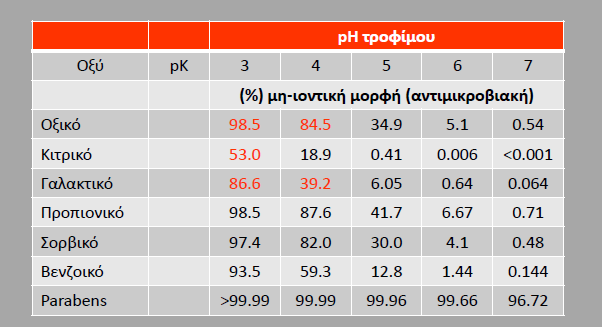 pH τροφίμου
Οξύ pK 3 4 5 6 7
(%) μη-ιοντική μορφή (αντιμικροβιακή)
Οξικό 98.5 84.5 34.9 5.1 0.54
Κιτρικό 53.0 18.9 0.41 0.006 <0.001
Γαλακτικό 86.6 39.2 6.05 0.64 0.064
Προπιονικό 98.5 87.6 41.7 6.67 0.71
Σορβικό 97.4 82.0 30.0 4.1 0.48
Βενζοικό 93.5 59.3 12.8 1.44 0.144
Parabens >99.99 99.99 99.96 99.66 96.72